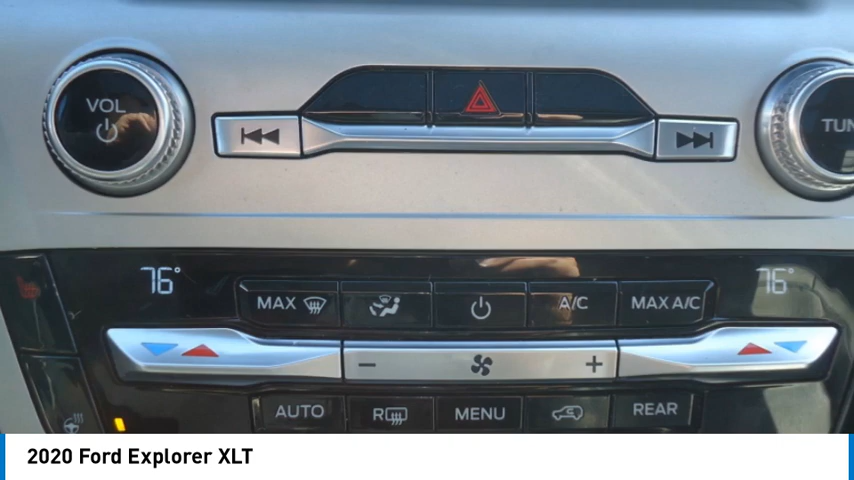 VOL
TUN
76° 76°
MAX A/C MAX A/C
- +
AUTO R MENU REAR
2020 Ford Explorer XLT